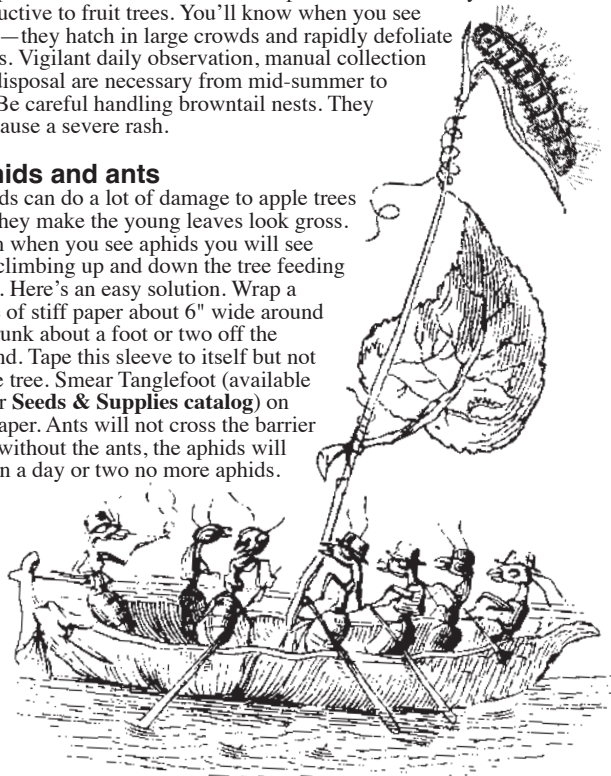 uctive to fruit trees. You’ll know when you see
—they hatch in large crowds and rapidly defoliate
s. Vigilant daily observation, manual collection
disposal are necessary from mid-summer to
Be careful handling browntail nests. They
ause a severe rash.
hids and ants
ds can do a lot of damage to apple trees
hey make the young leaves look gross.
n when you see aphids you will see
climbing up and down the tree feeding
. Here’s an easy solution. Wrap a
of stiff paper about 6" wide around
unk about a foot or two off the
nd. Tape this sleeve to itself but not
e tree. Smear Tanglefoot (available
r Seeds & Supplies catalog) on
aper. Ants will not cross the barrier
without the ants, the aphids will
n a day or two no more aphids.